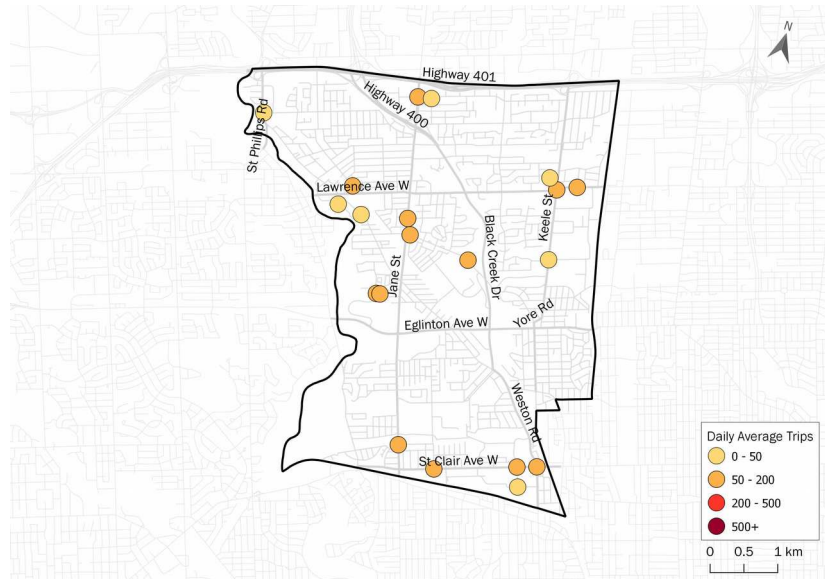 N
Highway 401
Highway 400
St Phillips Rd
Lawrence Ave W
Keele St
Black Creek Dr
Jane St
Yore Rd
Eglinton Ave W
Weston Rd
St Clair Ave W
Daily Average Trips
0 - 50
50 - 200
200 - 500
500+
0 0.5 1 km